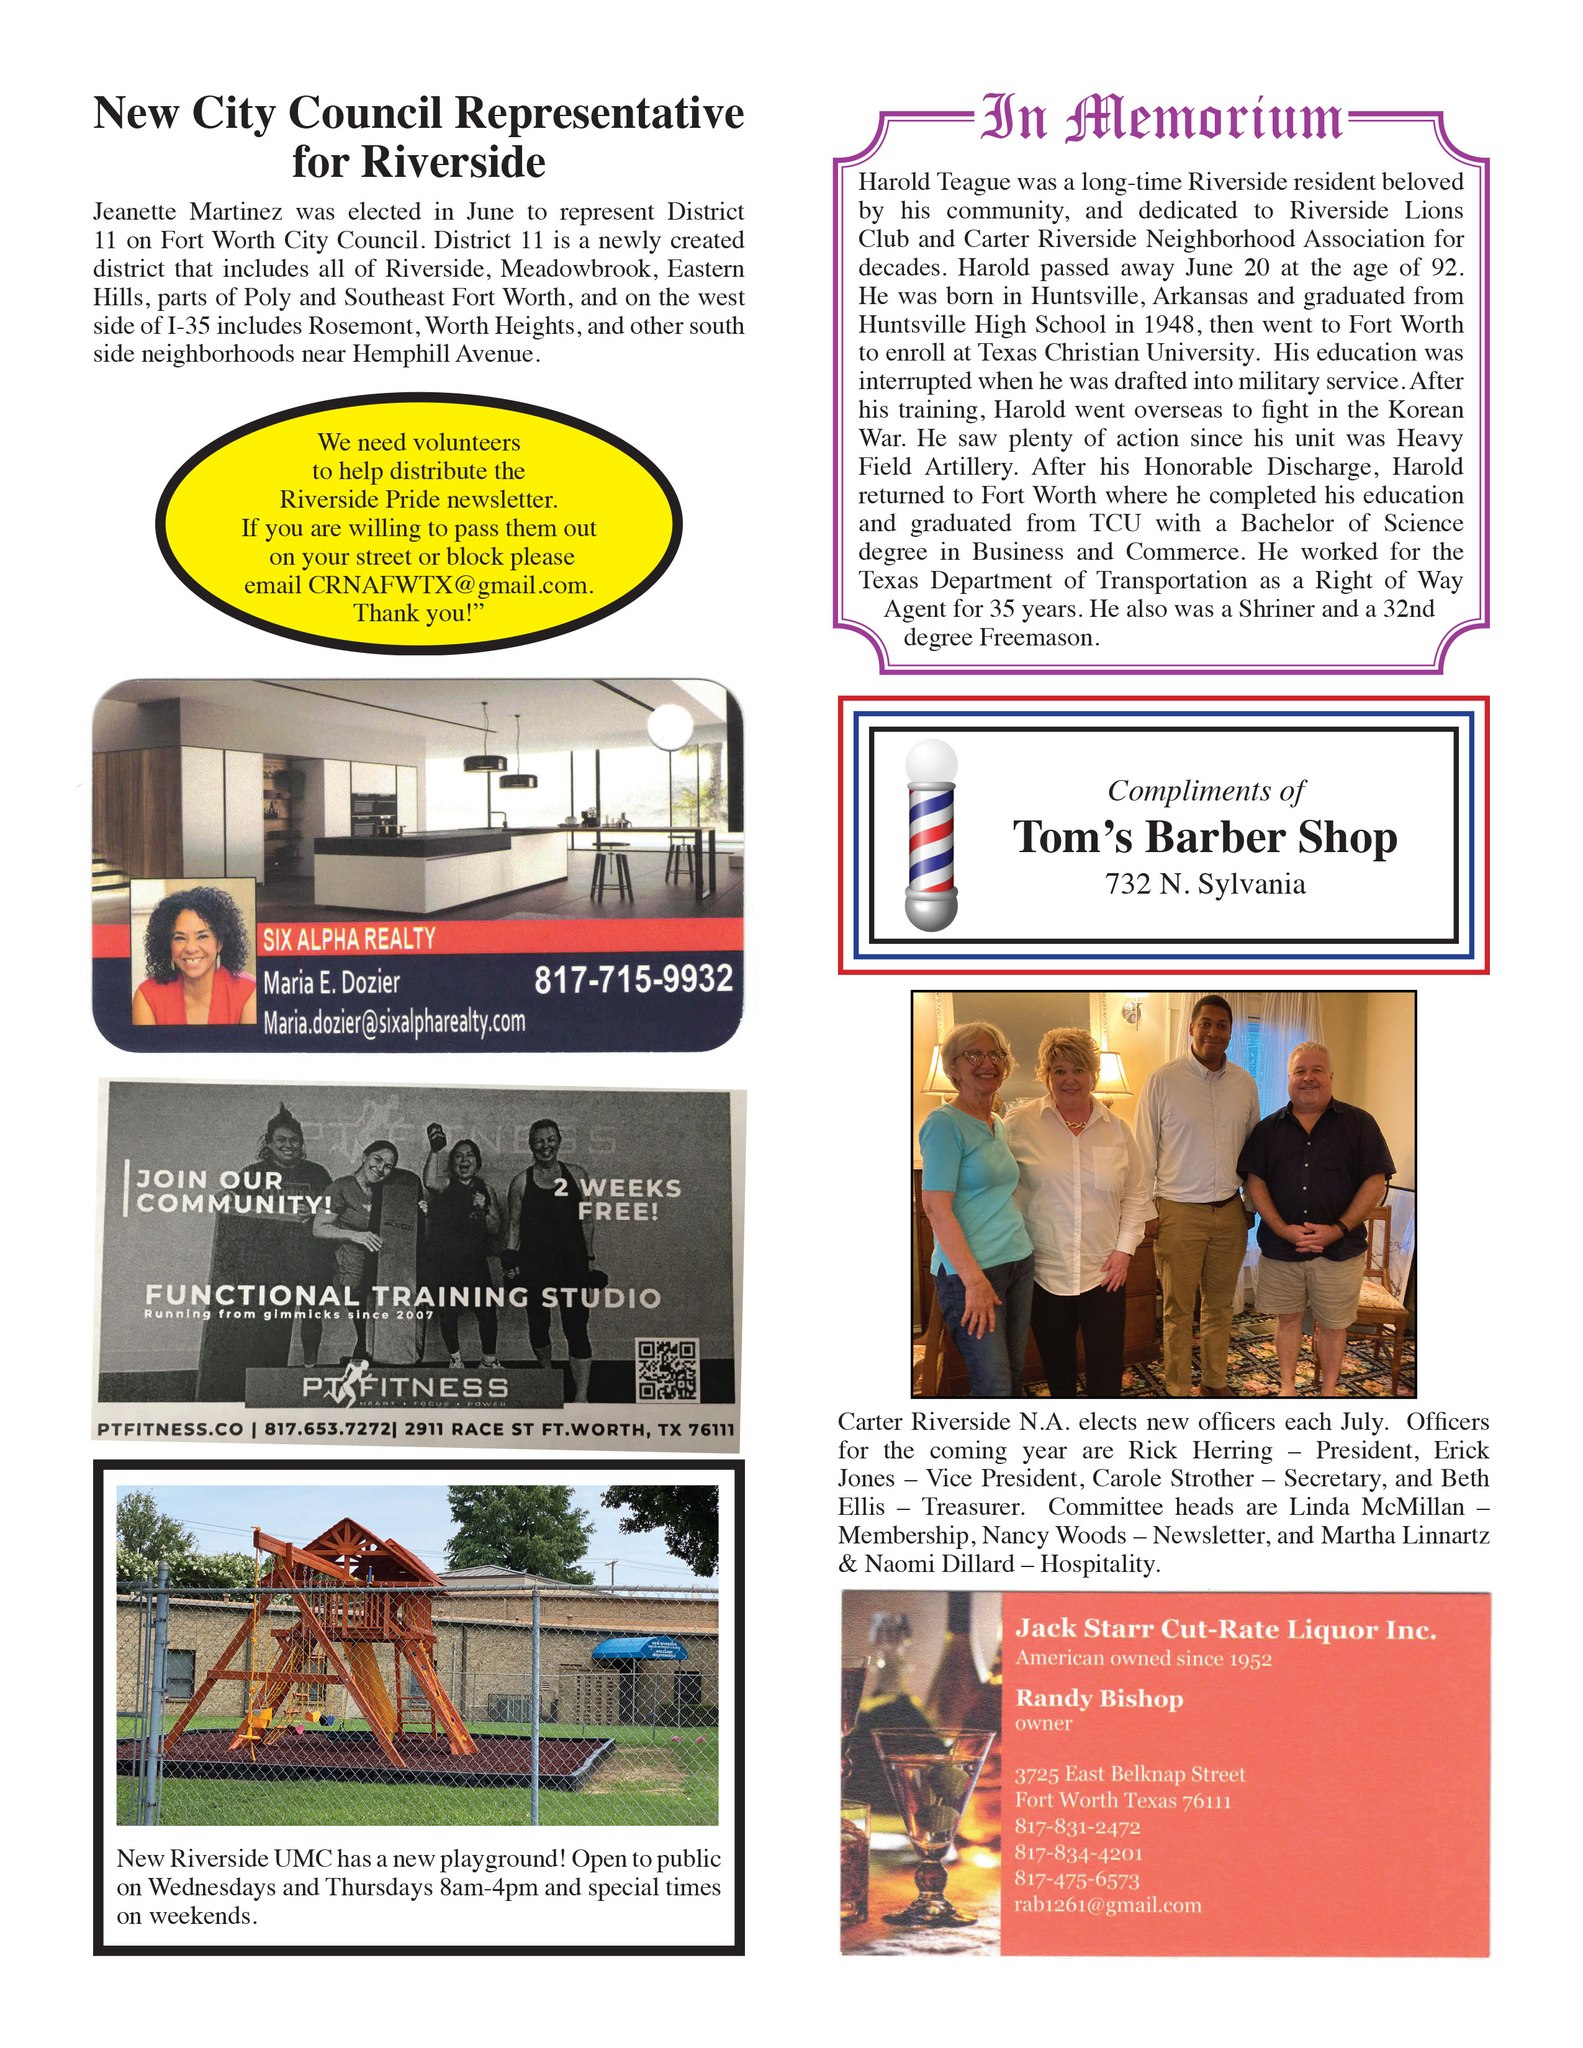 New City Council Representative
for Riverside
Jeanette Martinez was elected in June to represent District
11 on Fort Worth City Council. District 11 is a newly created
district that includes all of Riverside, Meadowbrook, Eastern
Hills, parts of Poly and Southeast Fort Worth, and on the west
side of I-35 includes Rosemont, Worth Heights, and other south
side neighborhoods near Hemphill Avenue.
We need volunteers
to help distribute the
Riverside Pride newsletter.
If you are willing to pass them out
on your street or block please
email CRNAFWTX@gmail.com.
Thank you!”
SIX ALPHA REALTY
Maria E. Dozier
817-715-9932
Maria.dozier@sixalpharealty.com
PT FITNESS
JOIN OUR
COMMUNITY!
2 WEEKS
FREE!
FUNCTIONAL TRAINING STUDIO
Running from gimmicks since 2007
PT FITNESS
HEART • FOCUS • POWER
PTFITNESS.CO | 817.653.7272| 2911 RACE ST FT.WORTH, TX 76111
NEW RIVERSIDE
WELCOME
New Riverside UMC has a new playground! Open to public
on Wednesdays and Thursdays 8am-4pm and special times
on weekends.
In Memorium
Harold Teague was a long-time Riverside resident beloved
by his community, and dedicated to Riverside Lions
Club and Carter Riverside Neighborhood Association for
decades. Harold passed away June 20 at the age of 92.
He was born in Huntsville, Arkansas and graduated from
Huntsville High School in 1948, then went to Fort Worth
to enroll at Texas Christian University. His education was
interrupted when he was drafted into military service. After
his training, Harold went overseas to fight in the Korean
War. He saw plenty of action since his unit was Heavy
Field Artillery. After his Honorable Discharge, Harold
returned to Fort Worth where he completed his education
and graduated from TCU with a Bachelor of Science
degree in Business and Commerce. He worked for the
Texas Department of Transportation as a Right of Way
Agent for 35 years. He also was a Shriner and a 32nd
degree Freemason.
Compliments of
Tom’s Barber Shop
732 N. Sylvania
Carter Riverside N.A. elects new officers each July. Officers
for the coming year are Rick Herring – President, Erick
Jones – Vice President, Carole Strother – Secretary, and Beth
Ellis – Treasurer. Committee heads are Linda McMillan –
Membership, Nancy Woods – Newsletter, and Martha Linnartz
& Naomi Dillard – Hospitality.
Jack Starr Cut-Rate Liquor Inc.
American owned since 1952
Randy Bishop
owner
3725 East Belknap Street
Fort Worth Texas 76111
817-831-2472
817-834-4201
817-475-6573
rab1261@gmail.com